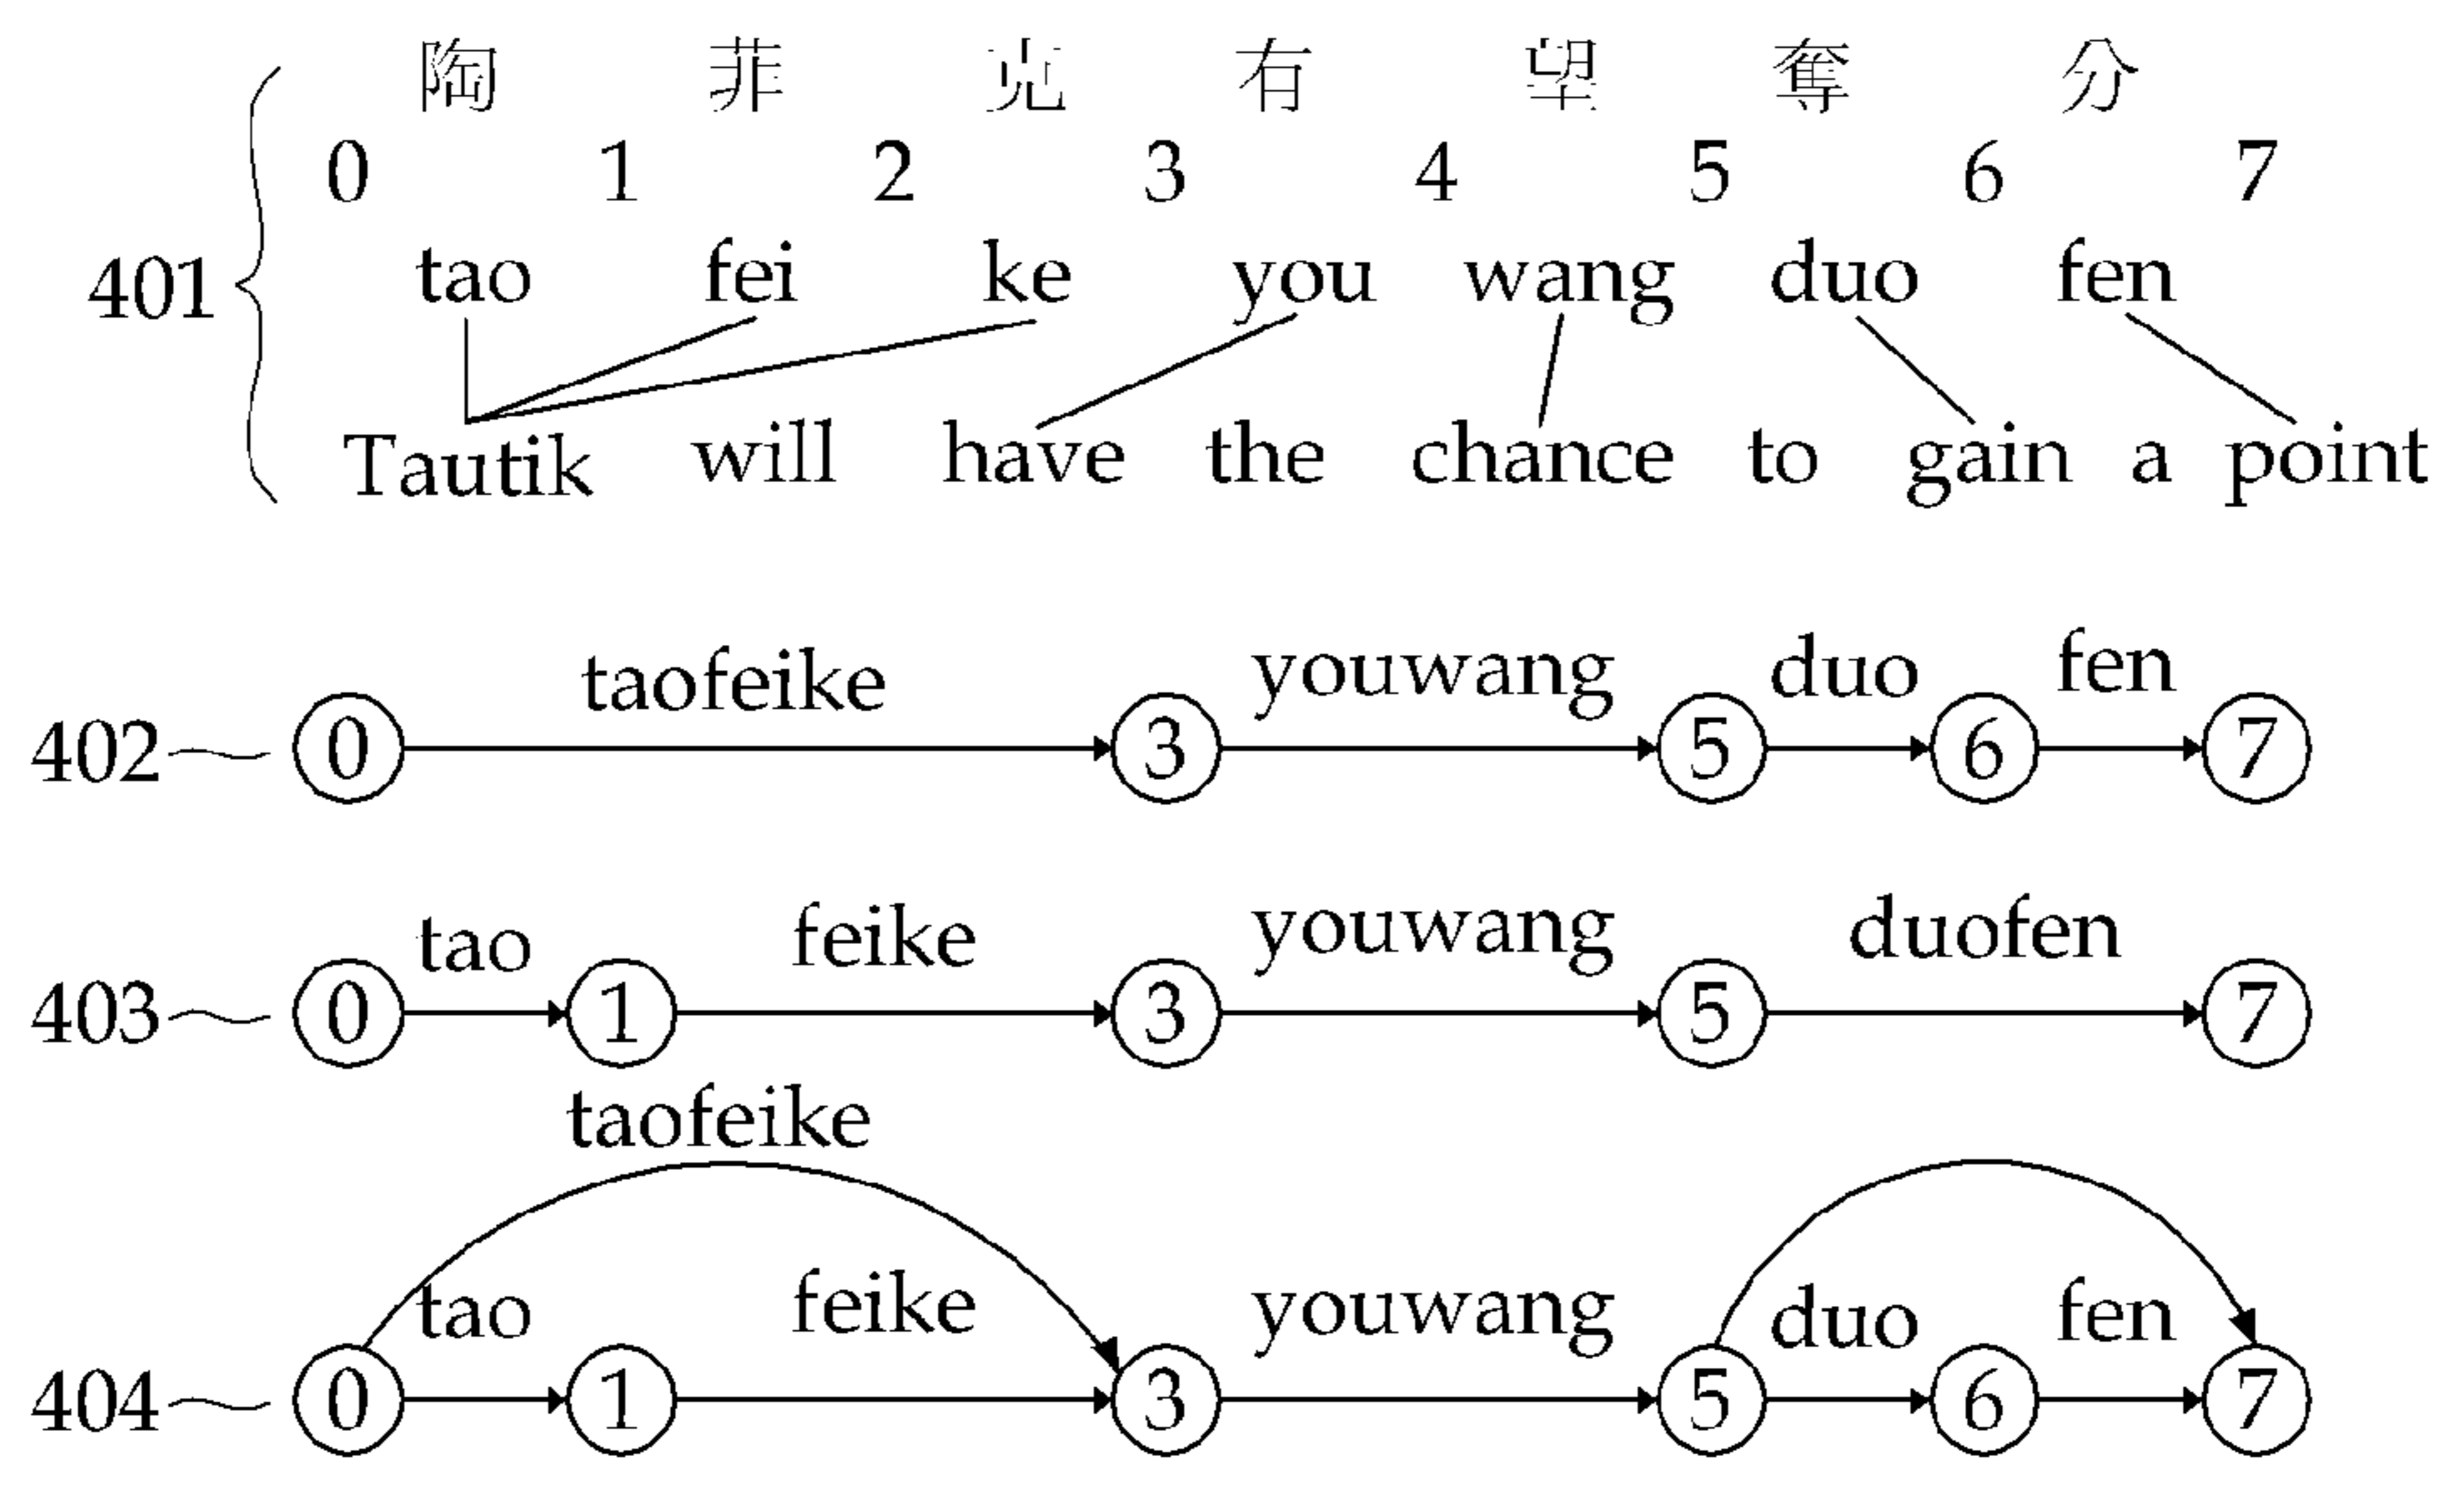 陶 菲 克 有 望 奪 分
0 1 2 3 4 5 6 7
401
tao fei ke you wang duo fen
Tautik will have the chance to gain a point
taofeike youwang duo fen
402 0 3 5 6 7
tao feike youwang duofen
403 0 1 3 5 7
taofeike
tao feike youwang duo fen
404 0 1 3 5 6 7